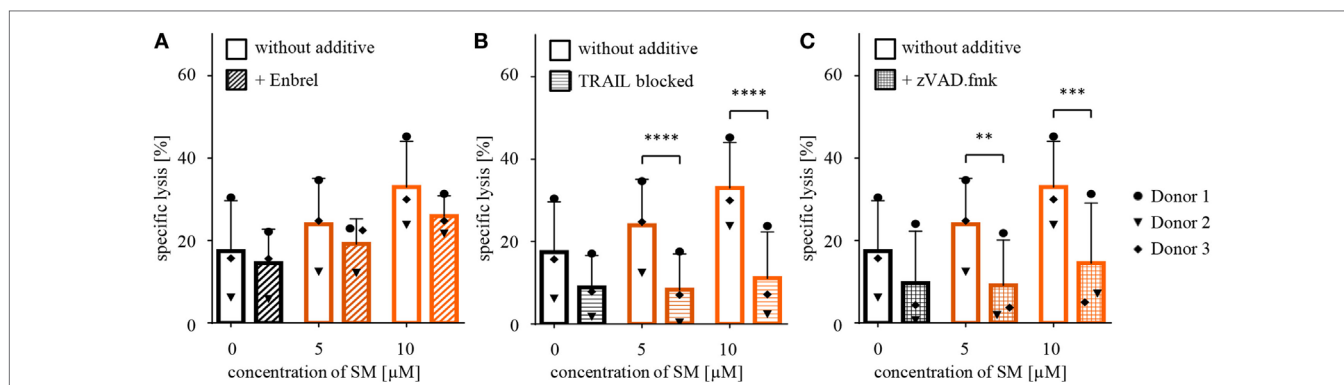 A
without additive
+ Enbrel
60
40
20
0
specific lysis [%]
0
5
10
concentration of SM [µM]
B
without additive
TRAIL blocked
****
****
60
40
20
0
specific lysis [%]
0
5
10
concentration of SM [µM]
C
without additive
+ zVAD.fmk
***
**
60
40
20
0
specific lysis [%]
0
5
10
concentration of SM [µM]
Donor 1
Donor 2
Donor 3